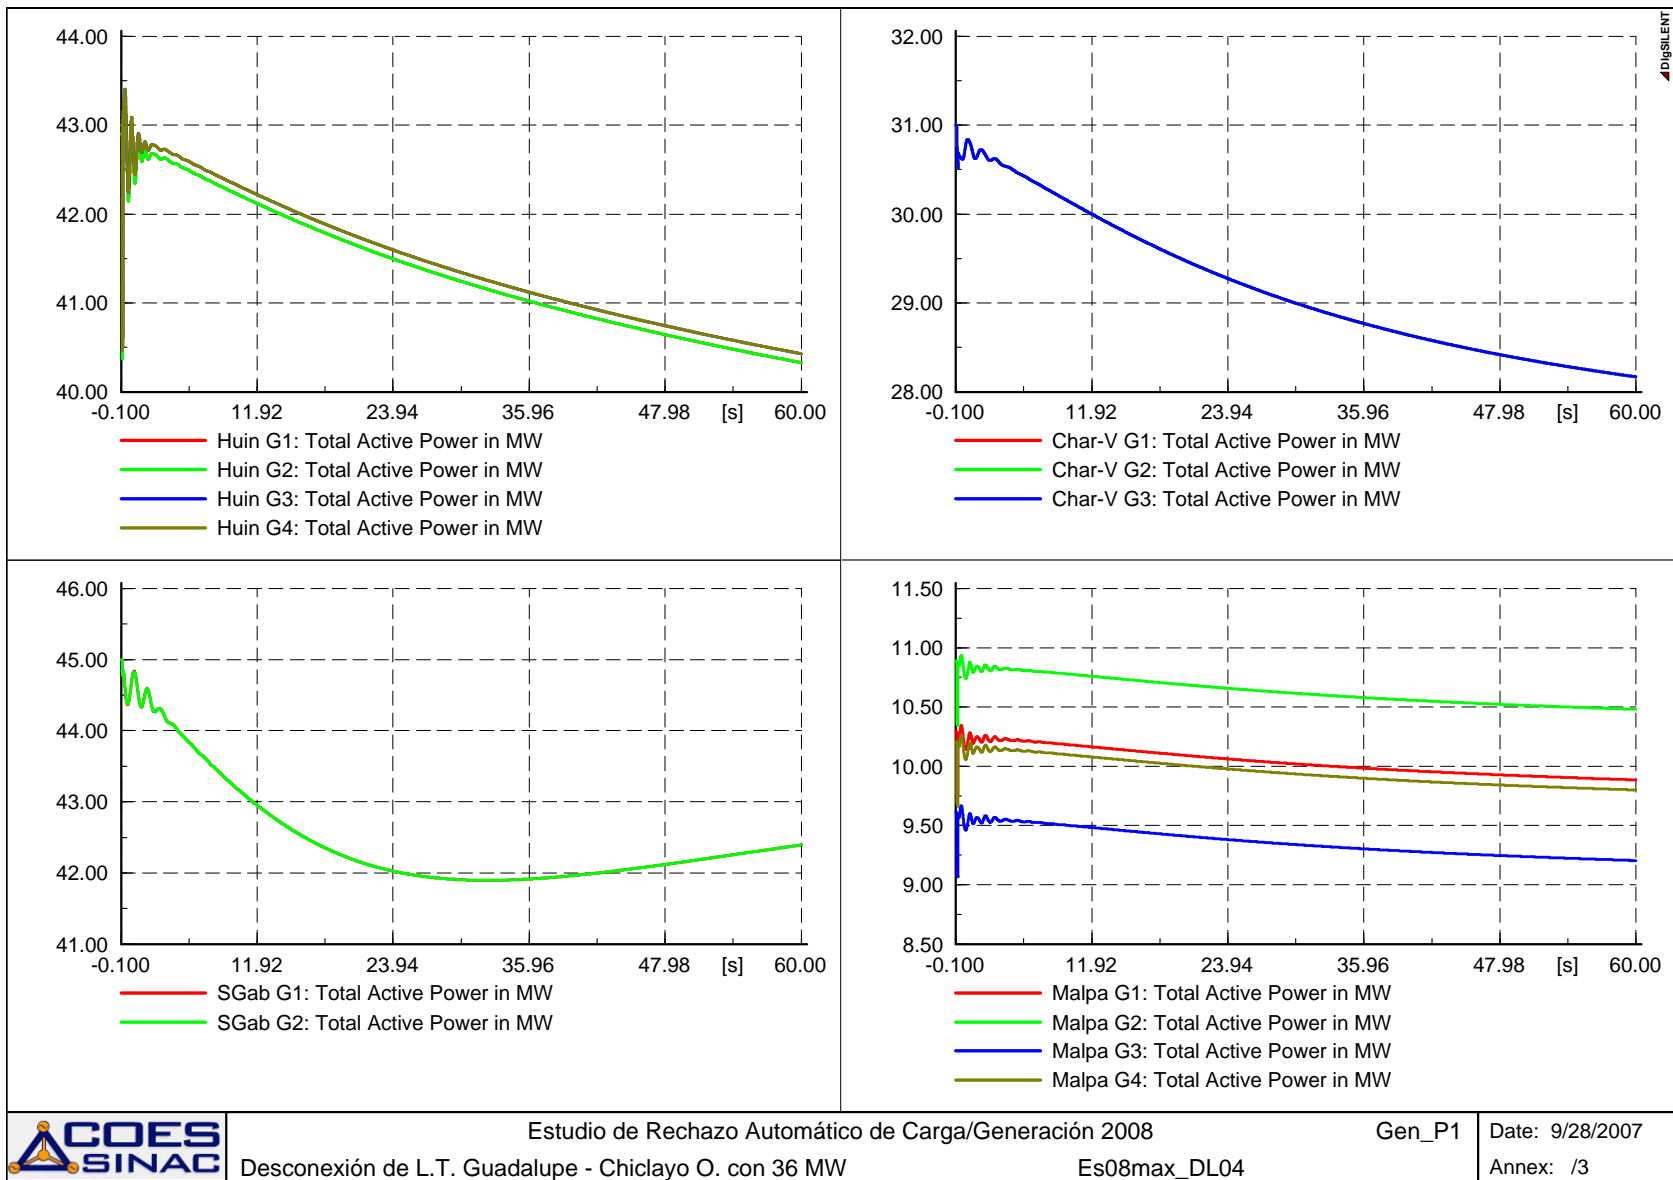 DIgSILENT
44.00
43.00
42.00
41.00
40.00
-0.100 11.92 23.94 35.96 47.98 [s] 60.00
Huin G1: Total Active Power in MW
Huin G2: Total Active Power in MW
Huin G3: Total Active Power in MW
Huin G4: Total Active Power in MW
32.00
31.00
30.00
29.00
28.00
-0.100 11.92 23.94 35.96 47.98 [s] 60.00
Char-V G1: Total Active Power in MW
Char-V G2: Total Active Power in MW
Char-V G3: Total Active Power in MW
46.00
45.00
44.00
43.00
42.00
41.00
-0.100 11.92 23.94 35.96 47.98 [s] 60.00
SGab G1: Total Active Power in MW
SGab G2: Total Active Power in MW
11.50
11.00
10.50
10.00
9.50
9.00
8.50
-0.100 11.92 23.94 35.96 47.98 [s] 60.00
Malpa G1: Total Active Power in MW
Malpa G2: Total Active Power in MW
Malpa G3: Total Active Power in MW
Malpa G4: Total Active Power in MW
COES
SINAC
Estudio de Rechazo Automático de Carga/Generación 2008 Gen_P1
Desconexión de L.T. Guadalupe - Chiclayo O. con 36 MW Es08max_DL04
Date: 9/28/2007
Annex: /3